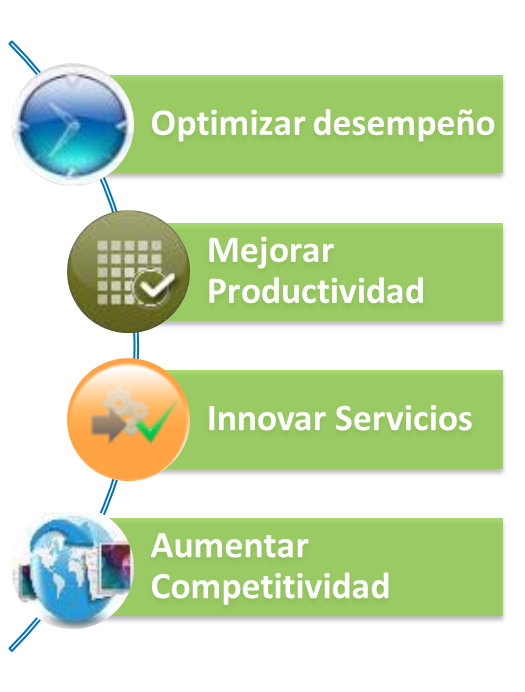 Optimizar desempeño
Mejorar
Productividad
Innovar Servicios
Aumentar
Competitividad